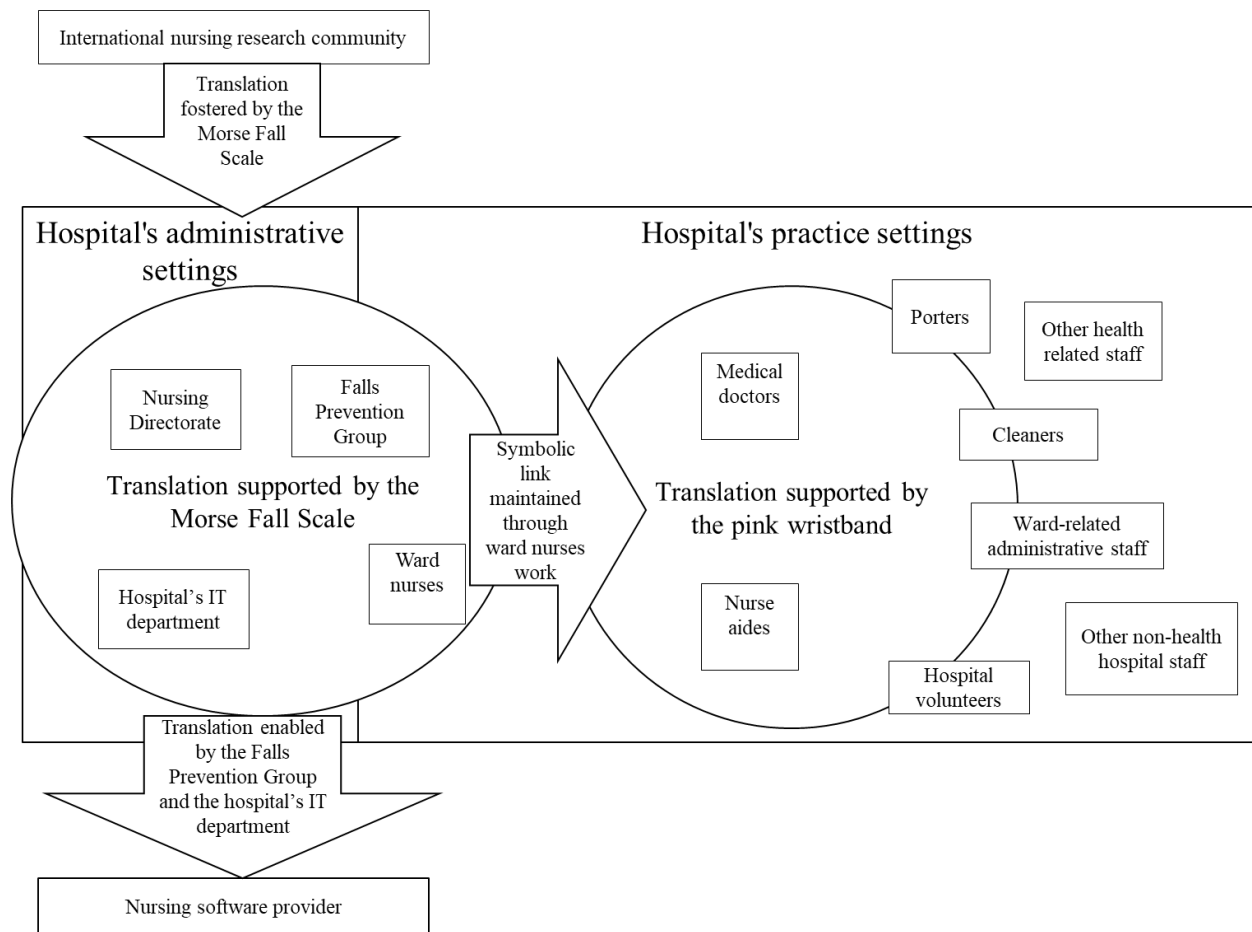 International nursing research community
Translation
fostered by the
Morse Fall
Scale
Hospital's administrative
settings
Hospital's practice settings
Porters
Other health
related staff
Medical
doctors
Nursing
Directorate
Falls
Prevention
Group
Cleaners
Translation supported by the
Morse Fall Scale
Symbolic
link
maintained
through
ward nurses
work
Translation supported by
the pink wristband
Ward-related
administrative staff
Ward
nurses
Hospital’s IT
department
Nurse
aides
Other non-health
hospital staff
Hospital
volunteers
Translation enabled
by the Falls
Prevention Group
and the hospital’s IT
department
Nursing software provider